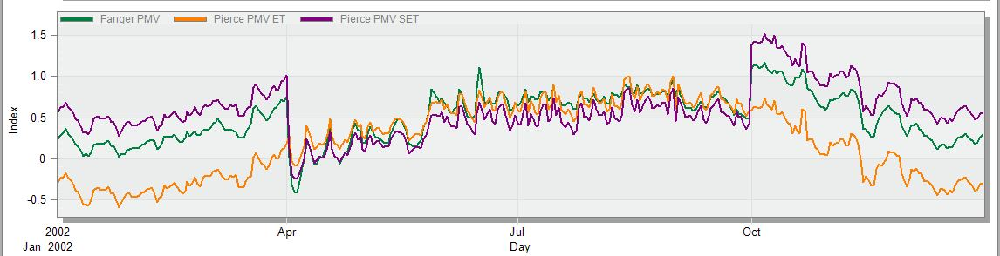 Fanger PMV Pierce PMV ET Pierce PMV SET
1.5
1.0
0.5
0
-0.5
Index
2002 Apr Jul Oct
Jan 2002 Day